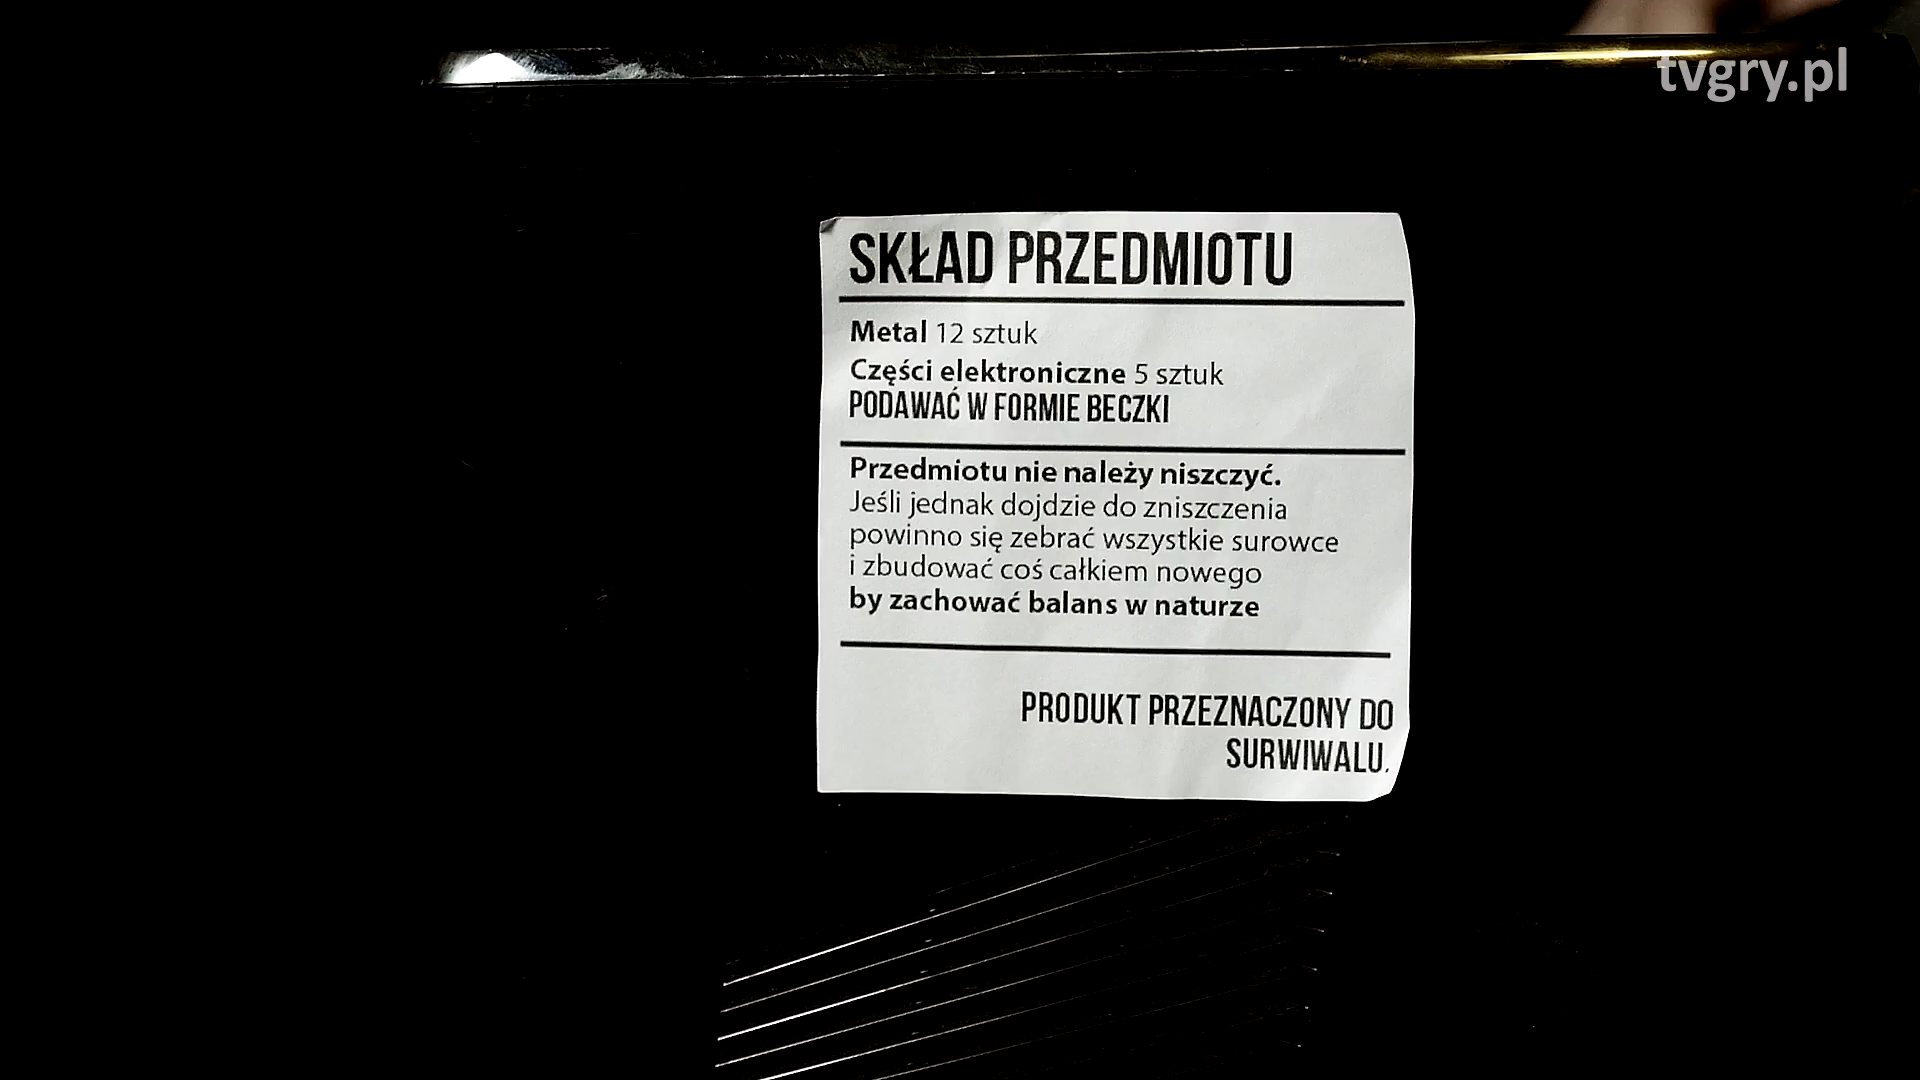 tvgry.pl
SKŁAD PRZEDMIOTU
Metal 12 sztuk
Części elektroniczne 5 sztuk
PODAWAĆ W FORMIE BECZKI
Przedmiotu nie należy niszczyć.
Jeśli jednak dojdzie do zniszczenia
powinno się zebrać wszystkie surowce
i zbudować coś całkiem nowego
by zachować balans w naturze
PRODUKT PRZEZNACZONY DO
SURWIWALU.